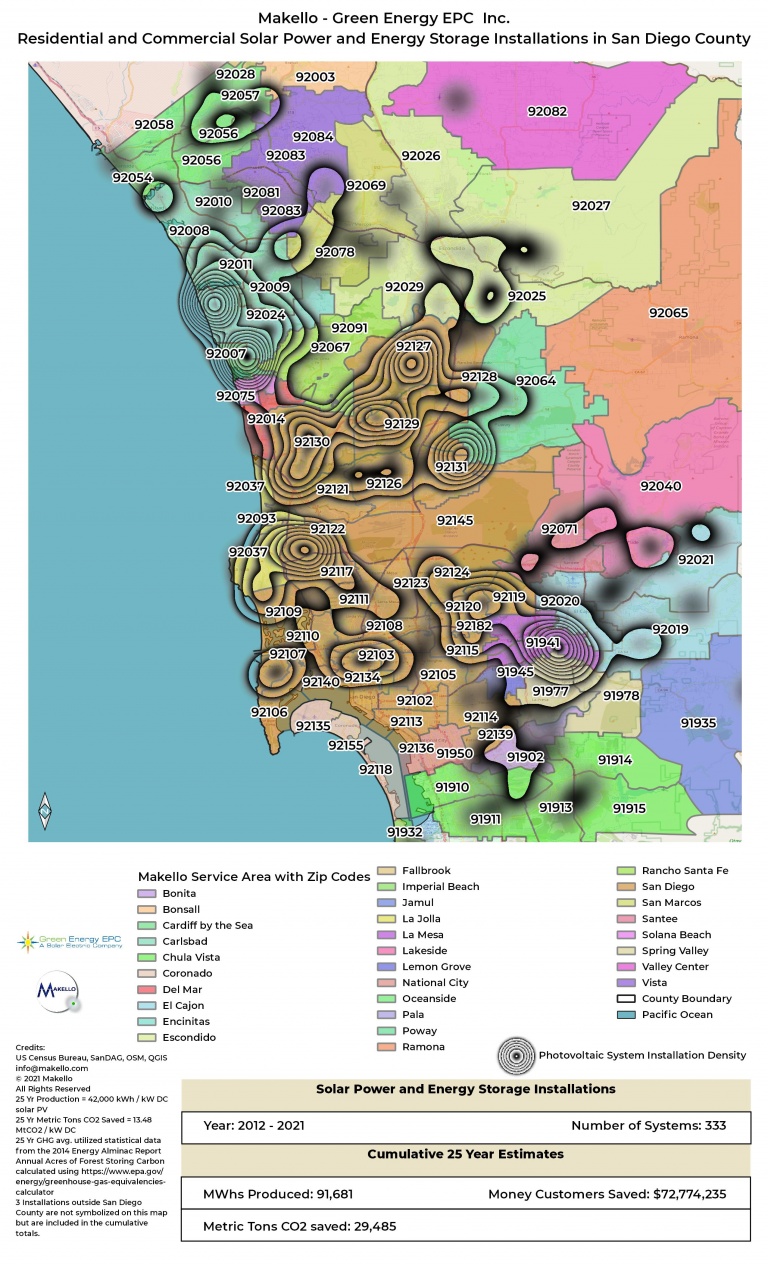 Makello - Green Energy EPC Inc.
Residential and Commercial Solar Power and Energy Storage Installations in San Diego County
92028
92003
92057
92082
92058
92056
92084
92056
92083
92026
92054
92069
92081
92010
92083
92027
92008
92078
92011
92009
92029
92025
92024
92065
92091
92067
92127
92007
92128
92064
92075
92014
92129
92130
92131
92126
92037
92121
92040
92093
92145
92122
92071
92037
92021
92117
92124
92123
92111
92119
92020
92120
92109
92108
92182
92019
92110
91941
92107
92103
92115
92105
91945
92134
92140
91977
91978
92102
92106
92114
92135
92113
91935
92139
92155
92136
91950
91902
91914
92118
91910
91913
91915
91911
91932
Makello Service Area with Zip Codes
Bonita
Bonsall
Cardiff by the Sea
Carlsbad
Chula Vista
Coronado
Del Mar
El Cajon
Encinitas
Escondido
Fallbrook
Imperial Beach
Jamul
La Jolla
La Mesa
Lakeside
Lemon Grove
National City
Oceanside
Pala
Poway
Ramona
Rancho Santa Fe
San Diego
San Marcos
Santee
Solana Beach
Spring Valley
Valley Center
Vista
County Boundary
Pacific Ocean
Photovoltaic System Installation Density
Green Energy EPC
A Solar Electric Company
MAKELLO
Credits:
US Census Bureau, SanDAG, OSM, QGIS
info@makello.com
© 2021 Makello
All Rights Reserved
25 Yr Production = 42,000 kWh / kW DC
solar PV
25 Yr Metric Tons CO2 Saved = 13.48
MtCO2 / kW DC
25 Yr GHG avg. utilized statistical data
from the 2014 Energy Alminac Report
Annual Acres of Forest Storing Carbon
calculated using https://www.epa.gov/
energy/greenhouse-gas-equivalencies-
calculator
3 Installations outside San Diego
County are not symbolized on this map
but are included in the cumulative
totals.
Solar Power and Energy Storage Installations
Year: 2012 - 2021 Number of Systems: 333
Cumulative 25 Year Estimates
MWhs Produced: 91,681 Money Customers Saved: $72,774,235
Metric Tons CO2 saved: 29,485